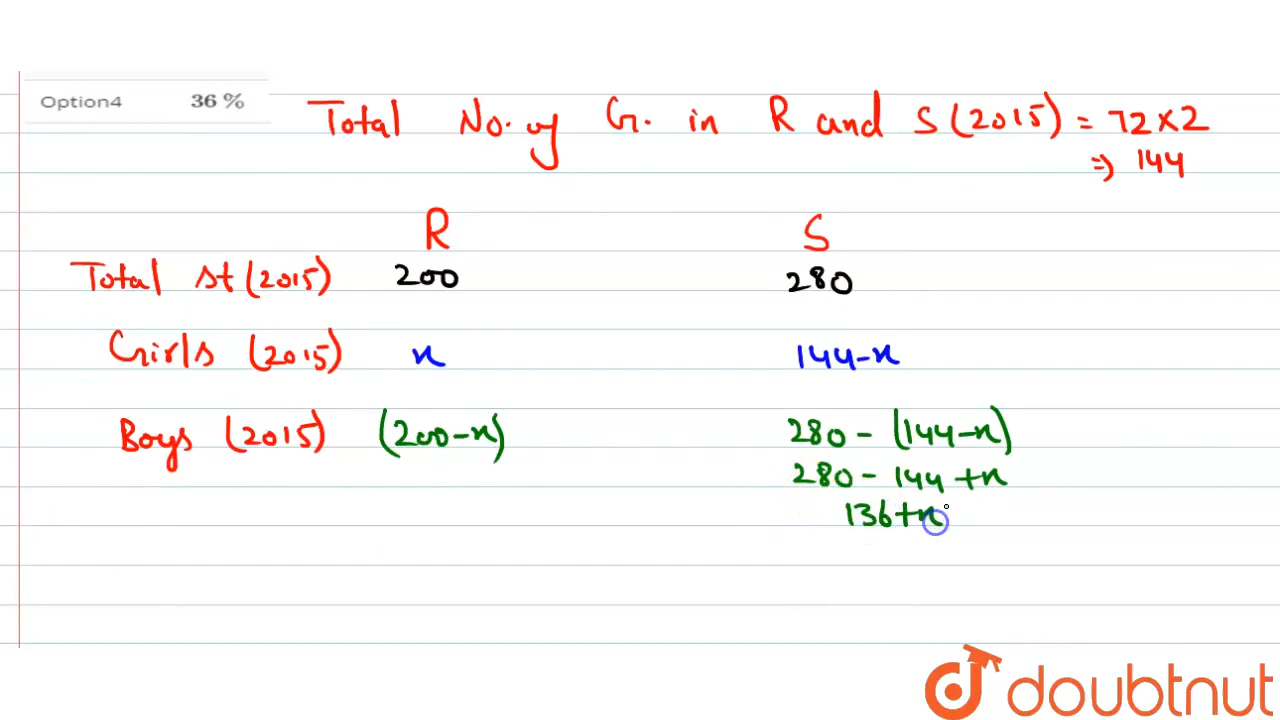 Option4 36 %
Total No. of G. in R and S (2015) = 72×2
⇒ 144
R S
Total st (2015) 200 280
Girls (2015) x 144-x
Boys (2015) (200-x) 280-(144-x)
280-144+x
136+x
doubtnut